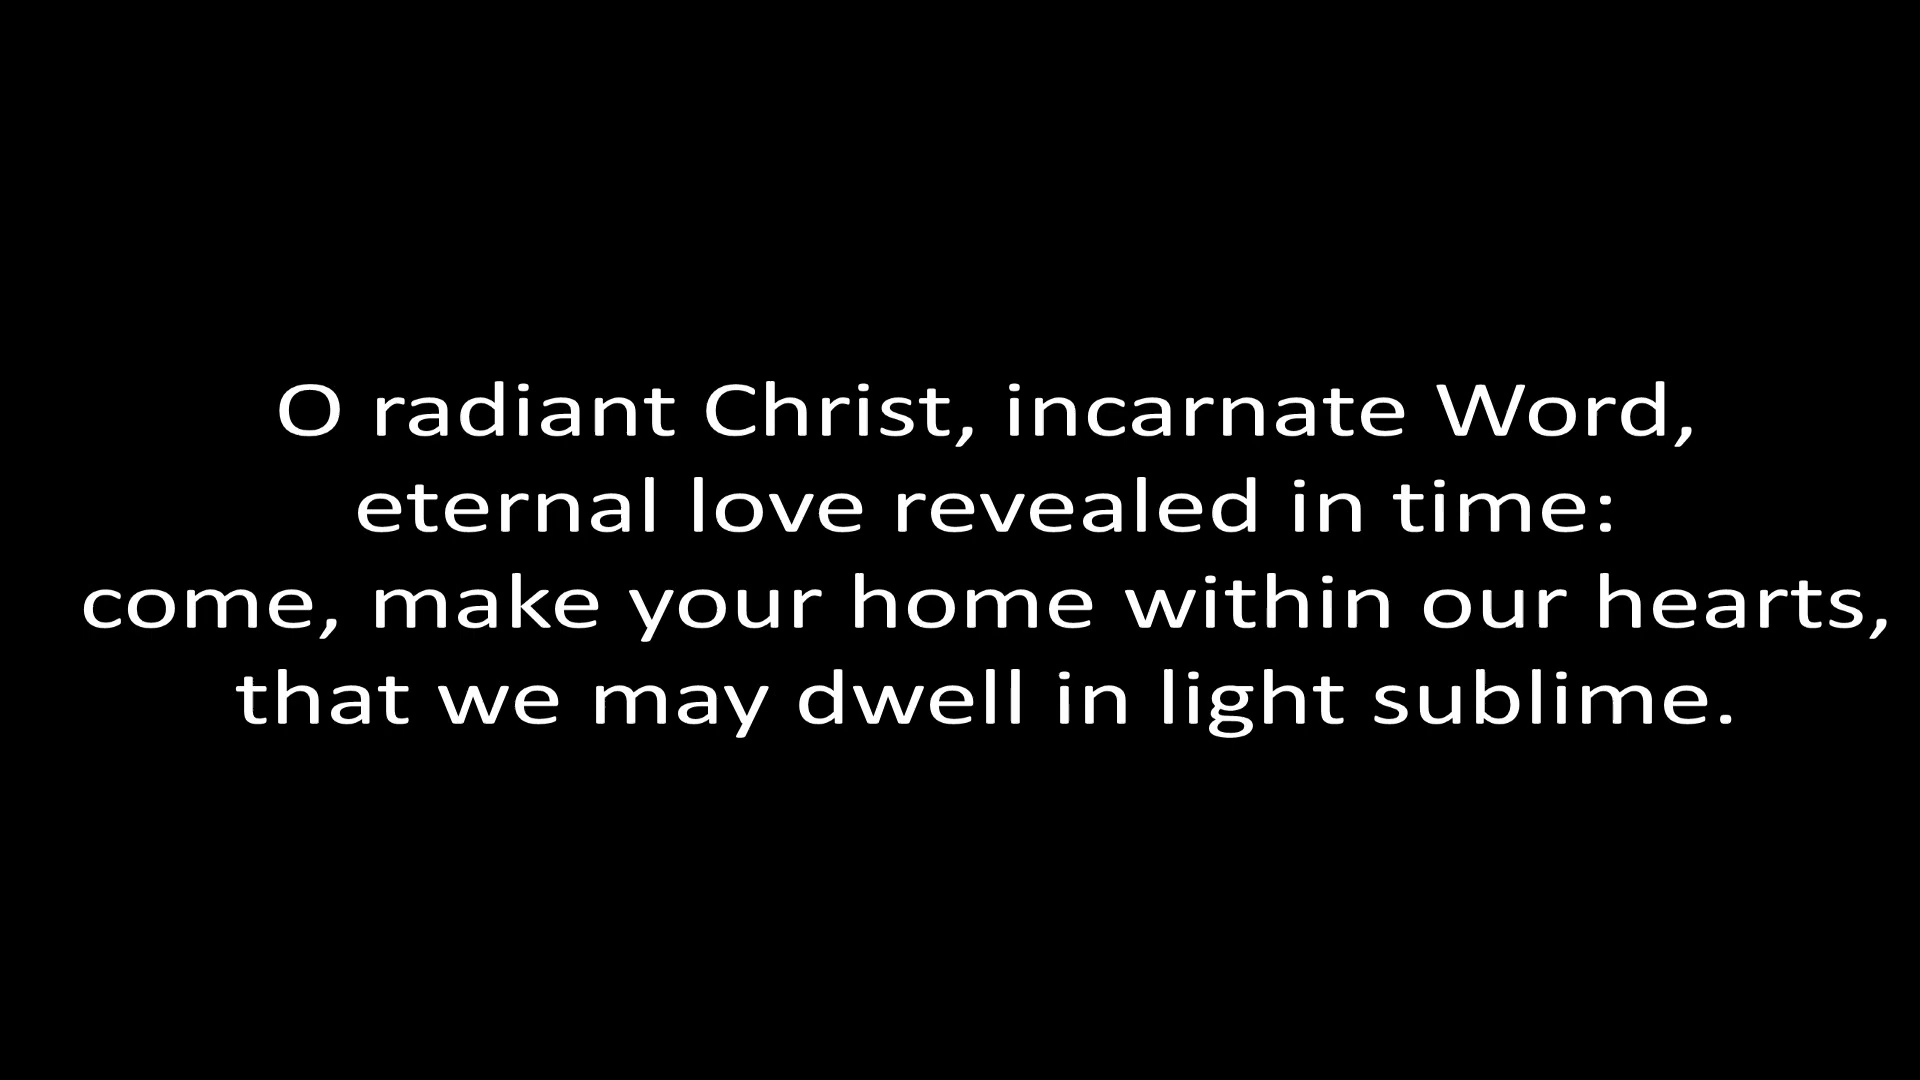 O radiant Christ, incarnate Word,
eternal love revealed in time:
come, make your home within our hearts,
that we may dwell in light sublime.